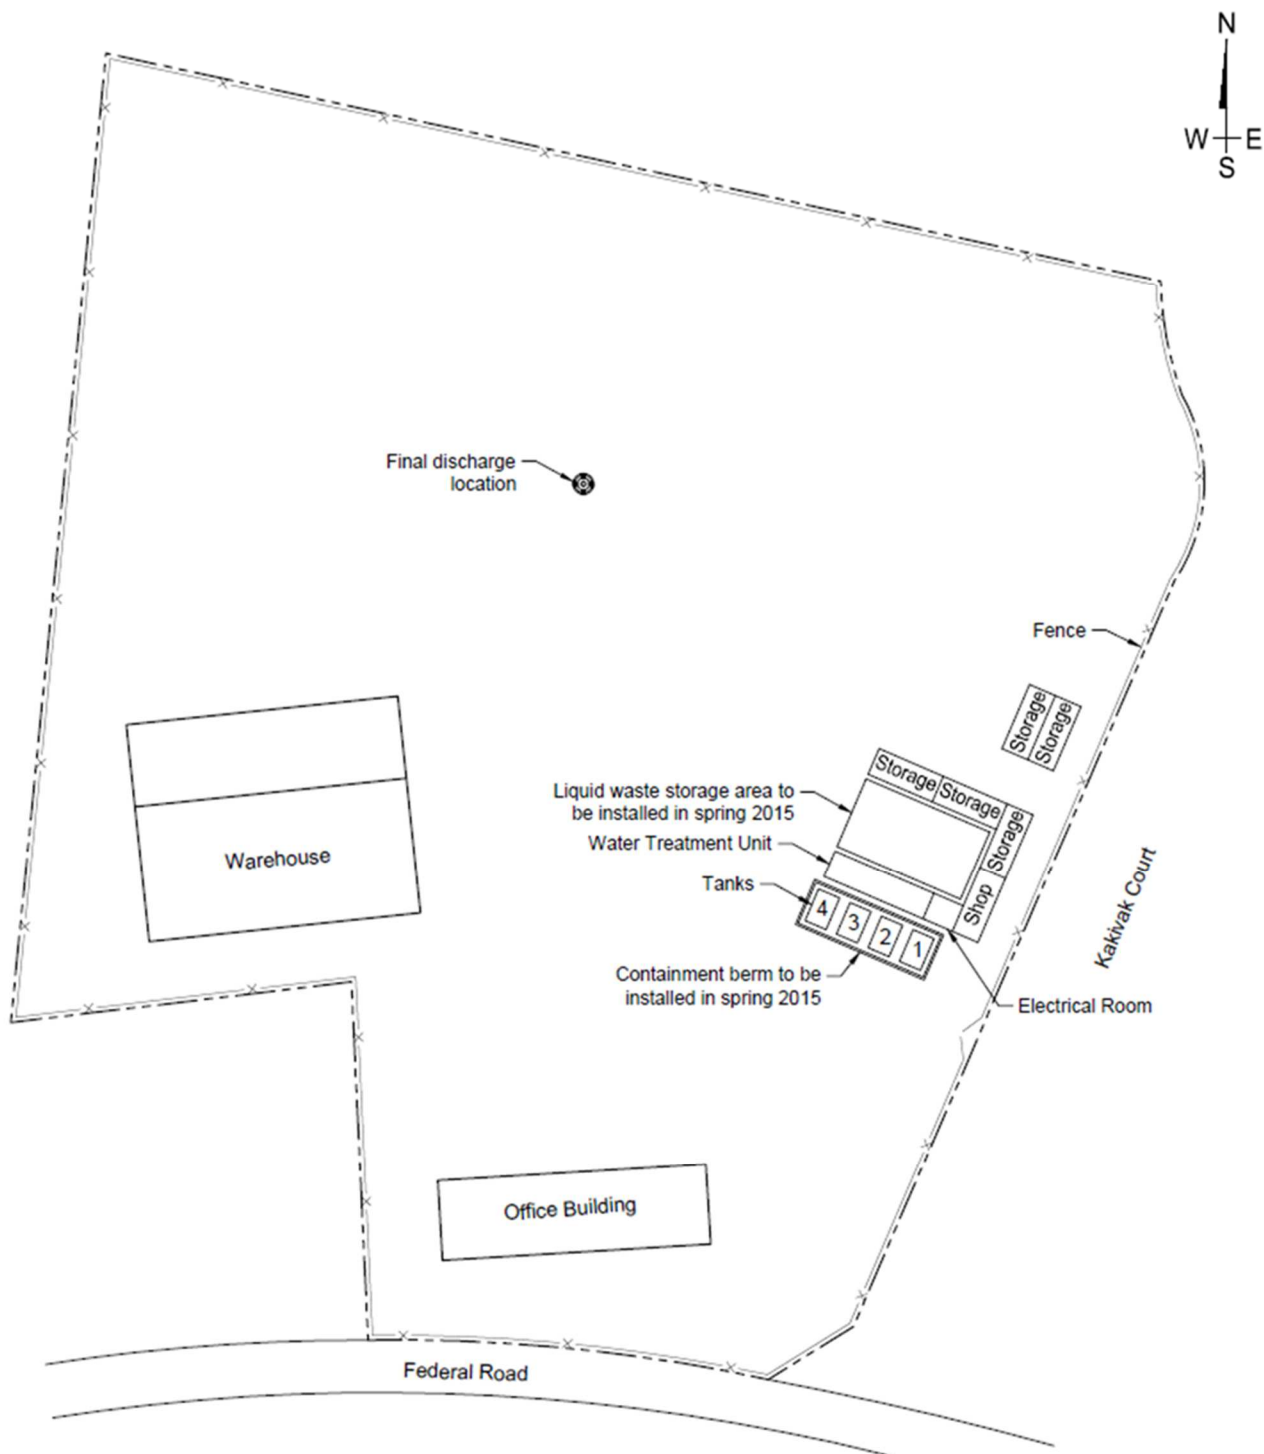 N
W E
S
Final discharge
location
Fence
Storage
Storage
Storage
Storage
Storage
Liquid waste storage area to
be installed in spring 2015
Water Treatment Unit
Warehouse
Tanks
Shop
4
3
2
1
Kakivak Court
Containment berm to be
installed in spring 2015
Electrical Room
Office Building
Federal Road